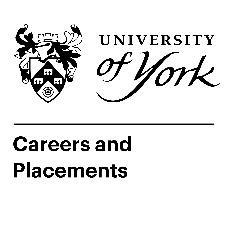 UNIVERSITY
of York
Careers and
Placements